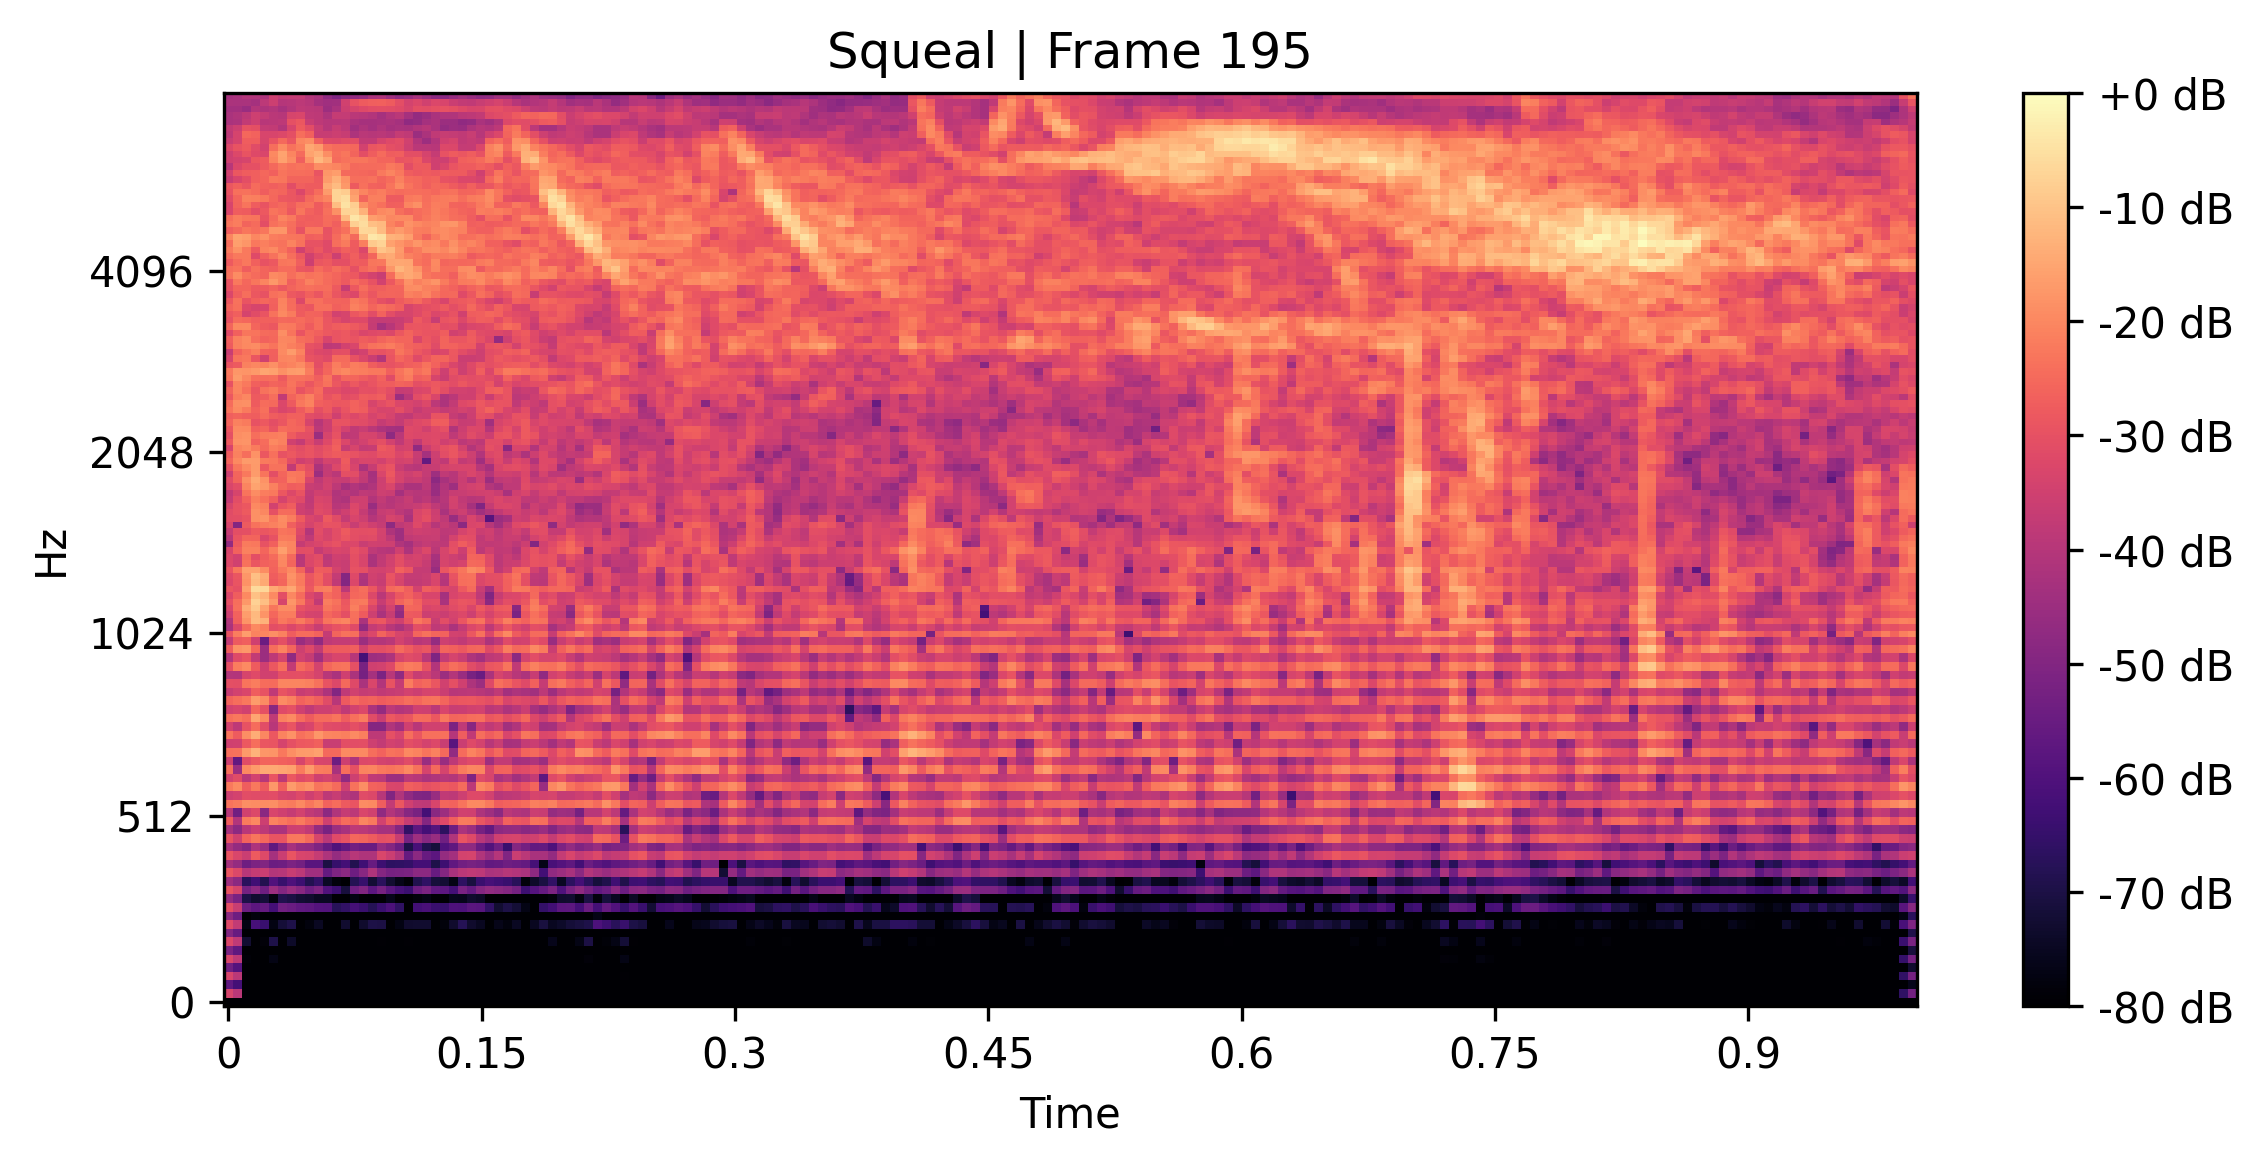 Squeal | Frame 195
+0 dB
-10 dB
-20 dB
-30 dB
-40 dB
-50 dB
-60 dB
-70 dB
-80 dB
Hz
4096
2048
1024
512
0
0 0.15 0.3 0.45 0.6 0.75 0.9
Time